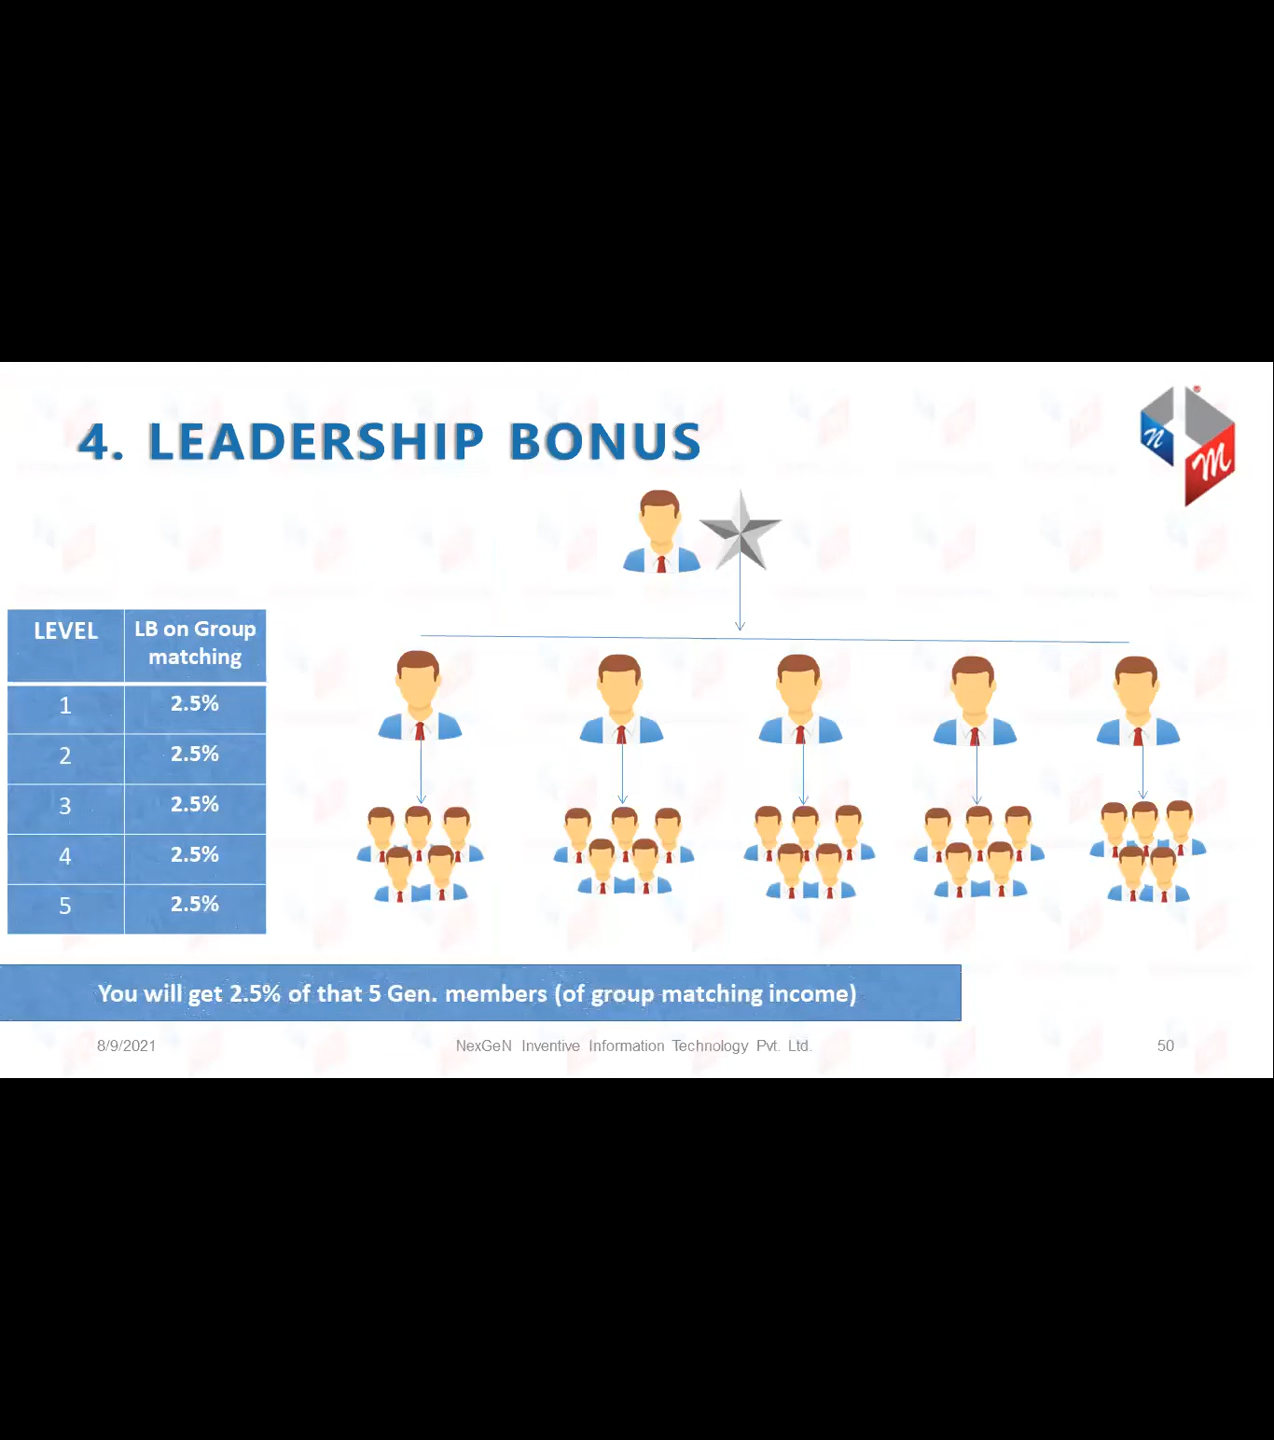 4. LEADERSHIP BONUS
n
m
®
LEVEL
LB on Group
matching
1
2.5%
2
2.5%
3
2.5%
4
2.5%
5
2.5%
You will get 2.5% of that 5 Gen. members (of group matching income)
8/9/2021
NexGeN Inventive Information Technology Pvt. Ltd.
50